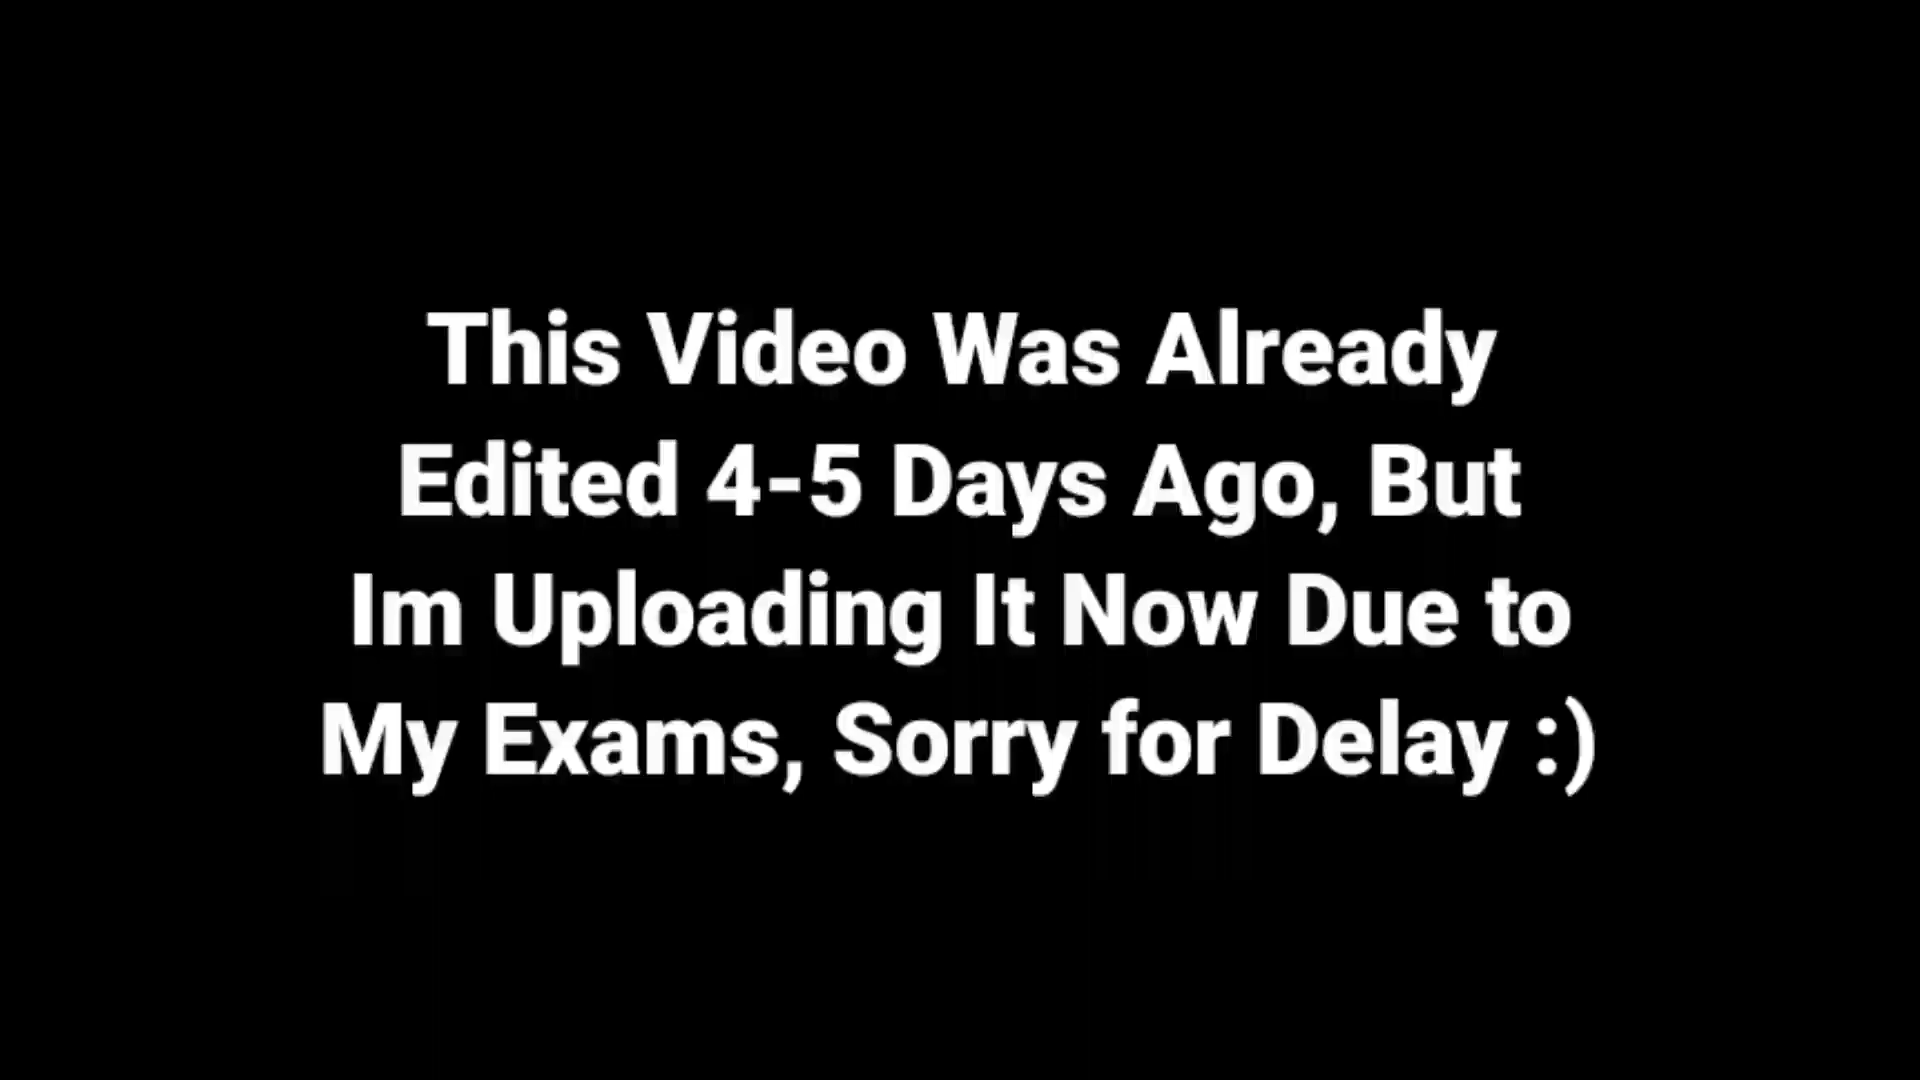 This Video Was Already
Edited 4-5 Days Ago, But
Im Uploading It Now Due to
My Exams, Sorry for Delay :)